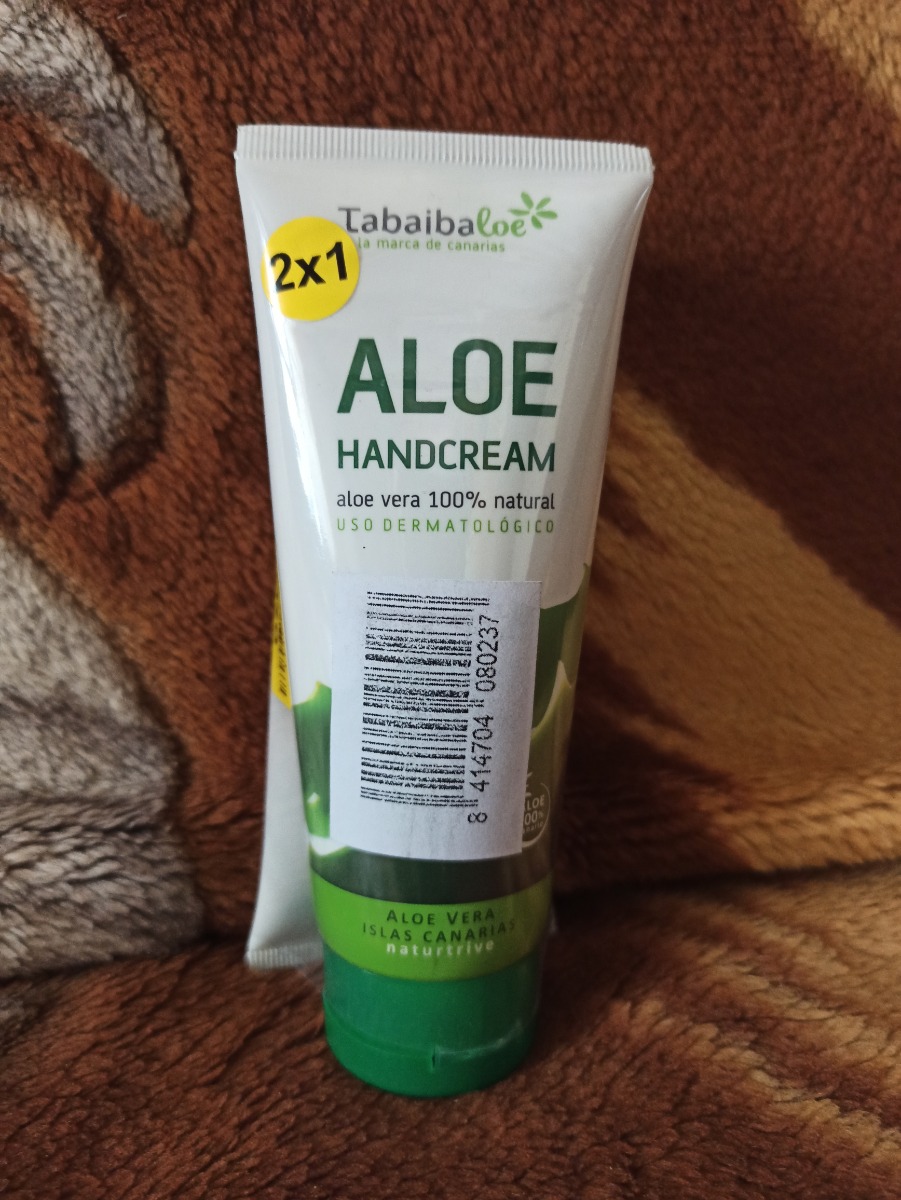 Tabaibaloe
la marca de canarias
2x1
ALOE
HANDCREAM
aloe vera 100% natural
USO DERMATOLÓGICO
8 414704 080237
ALOE
ALOE VERA
ISLAS CANARIAS
naturtrive